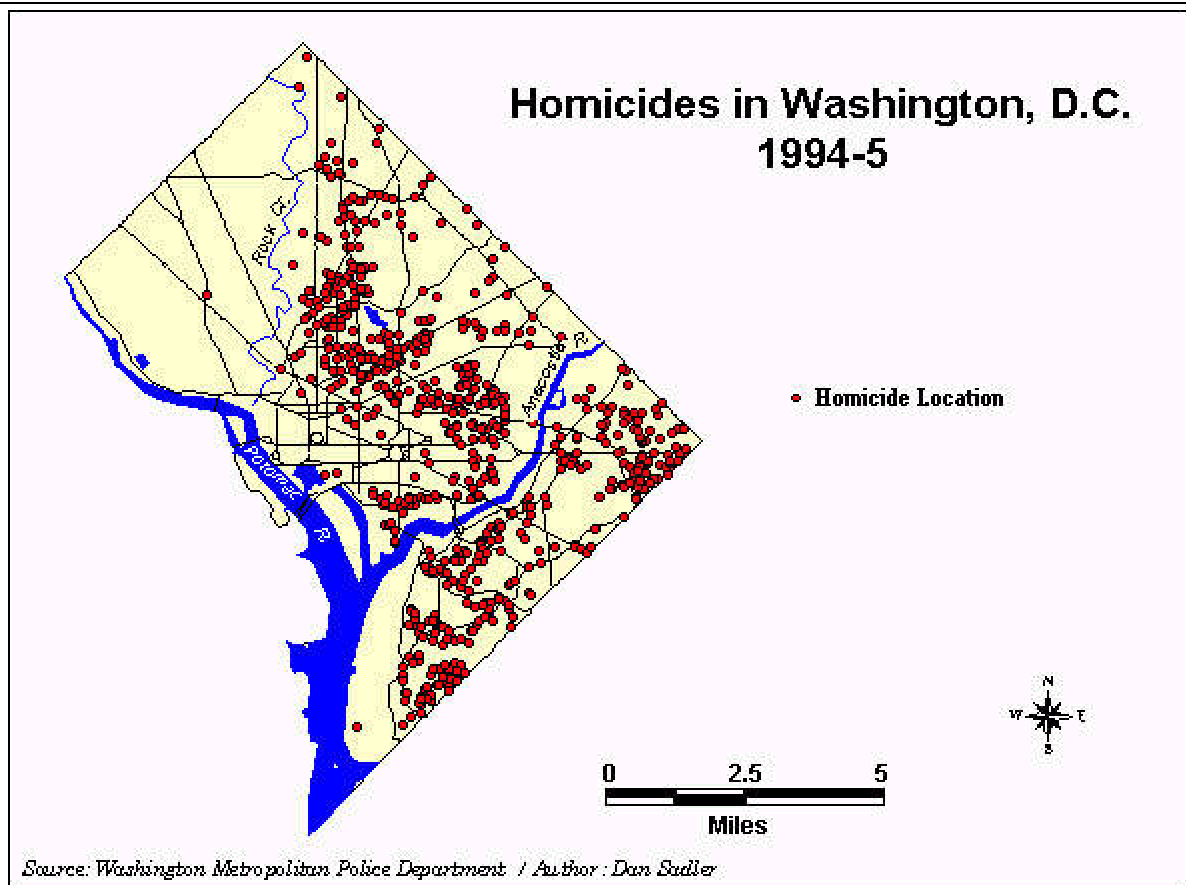 Homicides in Washington, D.C.
1994-5
Rock Cr.
Anacostia R.
Potomac R.
Homicide Location
N
W E
S
0 2.5 5
Miles
Source: Washington Metropolitan Police Department / Author: Dan Sadler